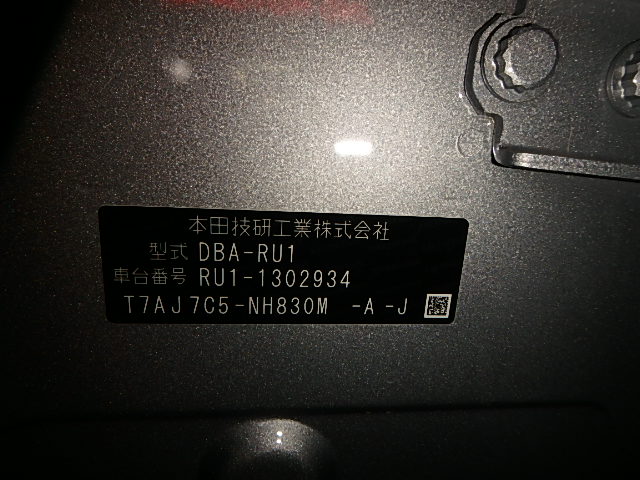 本田技研工業株式会社
型式 DBA-RU1
車台番号 RU1-1302934
T7AJ7C5-NH830M -A-J